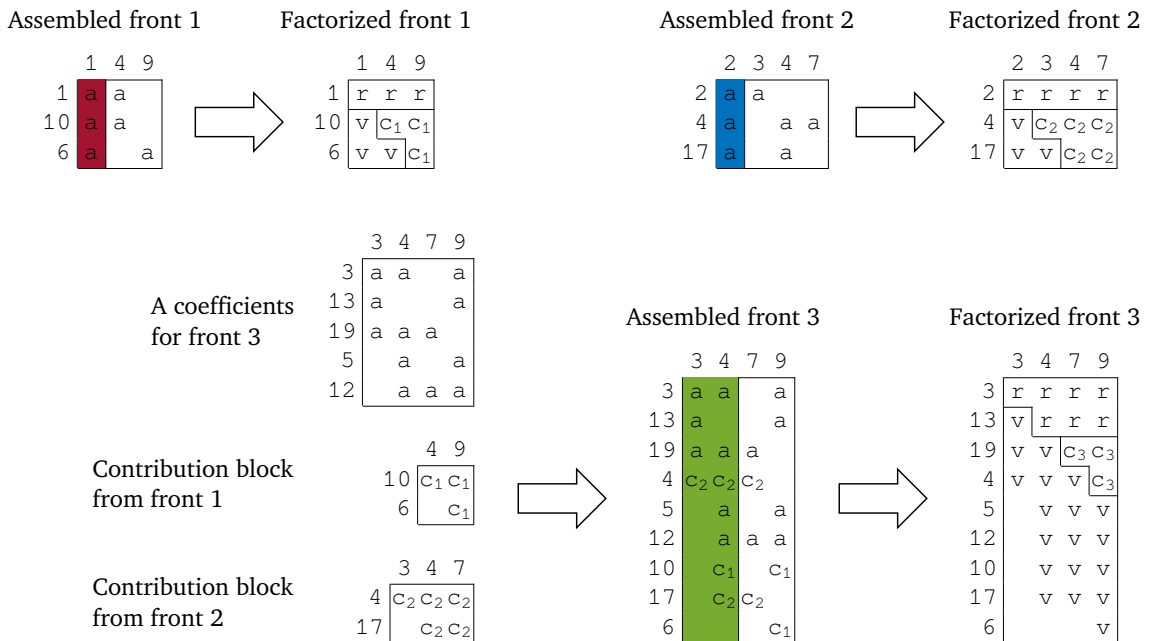 Assembled front 1
1 4 9
1 a a
10 a a
6 a a
Factorized front 1
1 4 9
1 r r r
10 v c₁ c₁
6 v v c₁
Assembled front 2
2 3 4 7
2 a a
4 a a a
17 a a
Factorized front 2
2 3 4 7
2 r r r r
4 v c₂ c₂ c₂
17 v v c₂ c₂
A coefficients
for front 3
3 4 7 9
3 a a a
13 a a
19 a a a
5 a a
12 a a a
Contribution block
from front 1
4 9
10 c₁ c₁
6 c₁
Contribution block
from front 2
3 4 7
4 c₂ c₂ c₂
17 c₂ c₂
Assembled front 3
3 4 7 9
3 a a a
13 a a
19 a a a
4 c₂ c₂ c₂
5 a a
12 a a a
10 c₁ c₁
17 c₂ c₂
6 c₁
Factorized front 3
3 4 7 9
3 r r r r
13 v r r r
19 v v c₃ c₃
4 v v v c₃
5 v v v
12 v v v
10 v v v
17 v v v
6 v